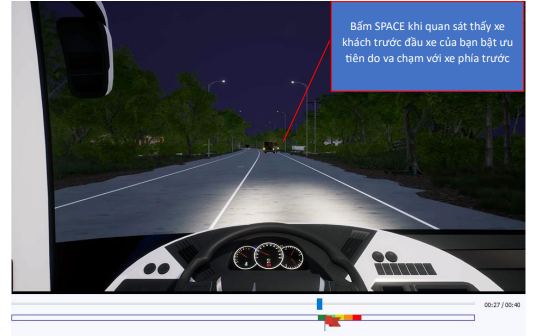 Bấm SPACE khi quan sát thấy xe
khách trước đầu xe của bạn bật ưu
tiên do va chạm với xe phía trước
00:27 / 00:40